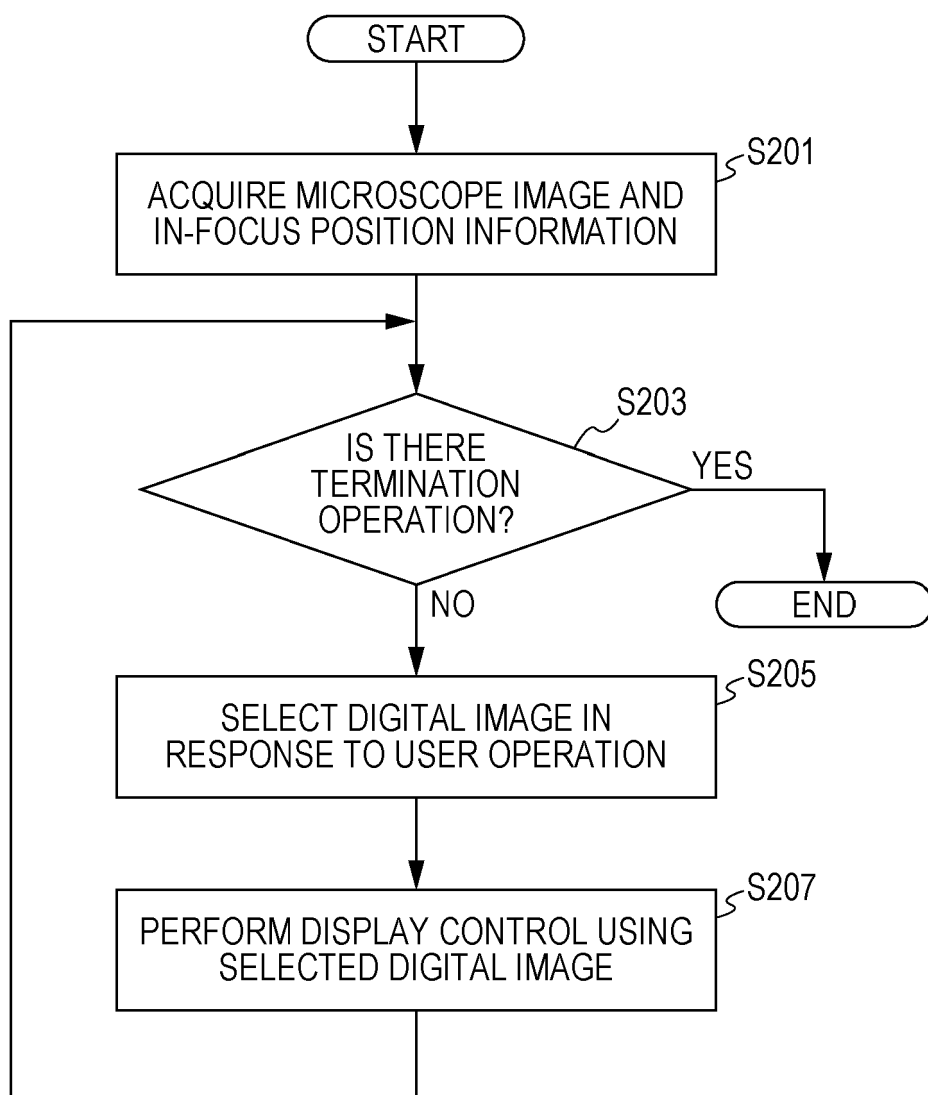 START
S201
ACQUIRE MICROSCOPE IMAGE AND
IN-FOCUS POSITION INFORMATION
S203
IS THERE
TERMINATION
OPERATION?
YES
END
NO
S205
SELECT DIGITAL IMAGE IN
RESPONSE TO USER OPERATION
S207
PERFORM DISPLAY CONTROL USING
SELECTED DIGITAL IMAGE